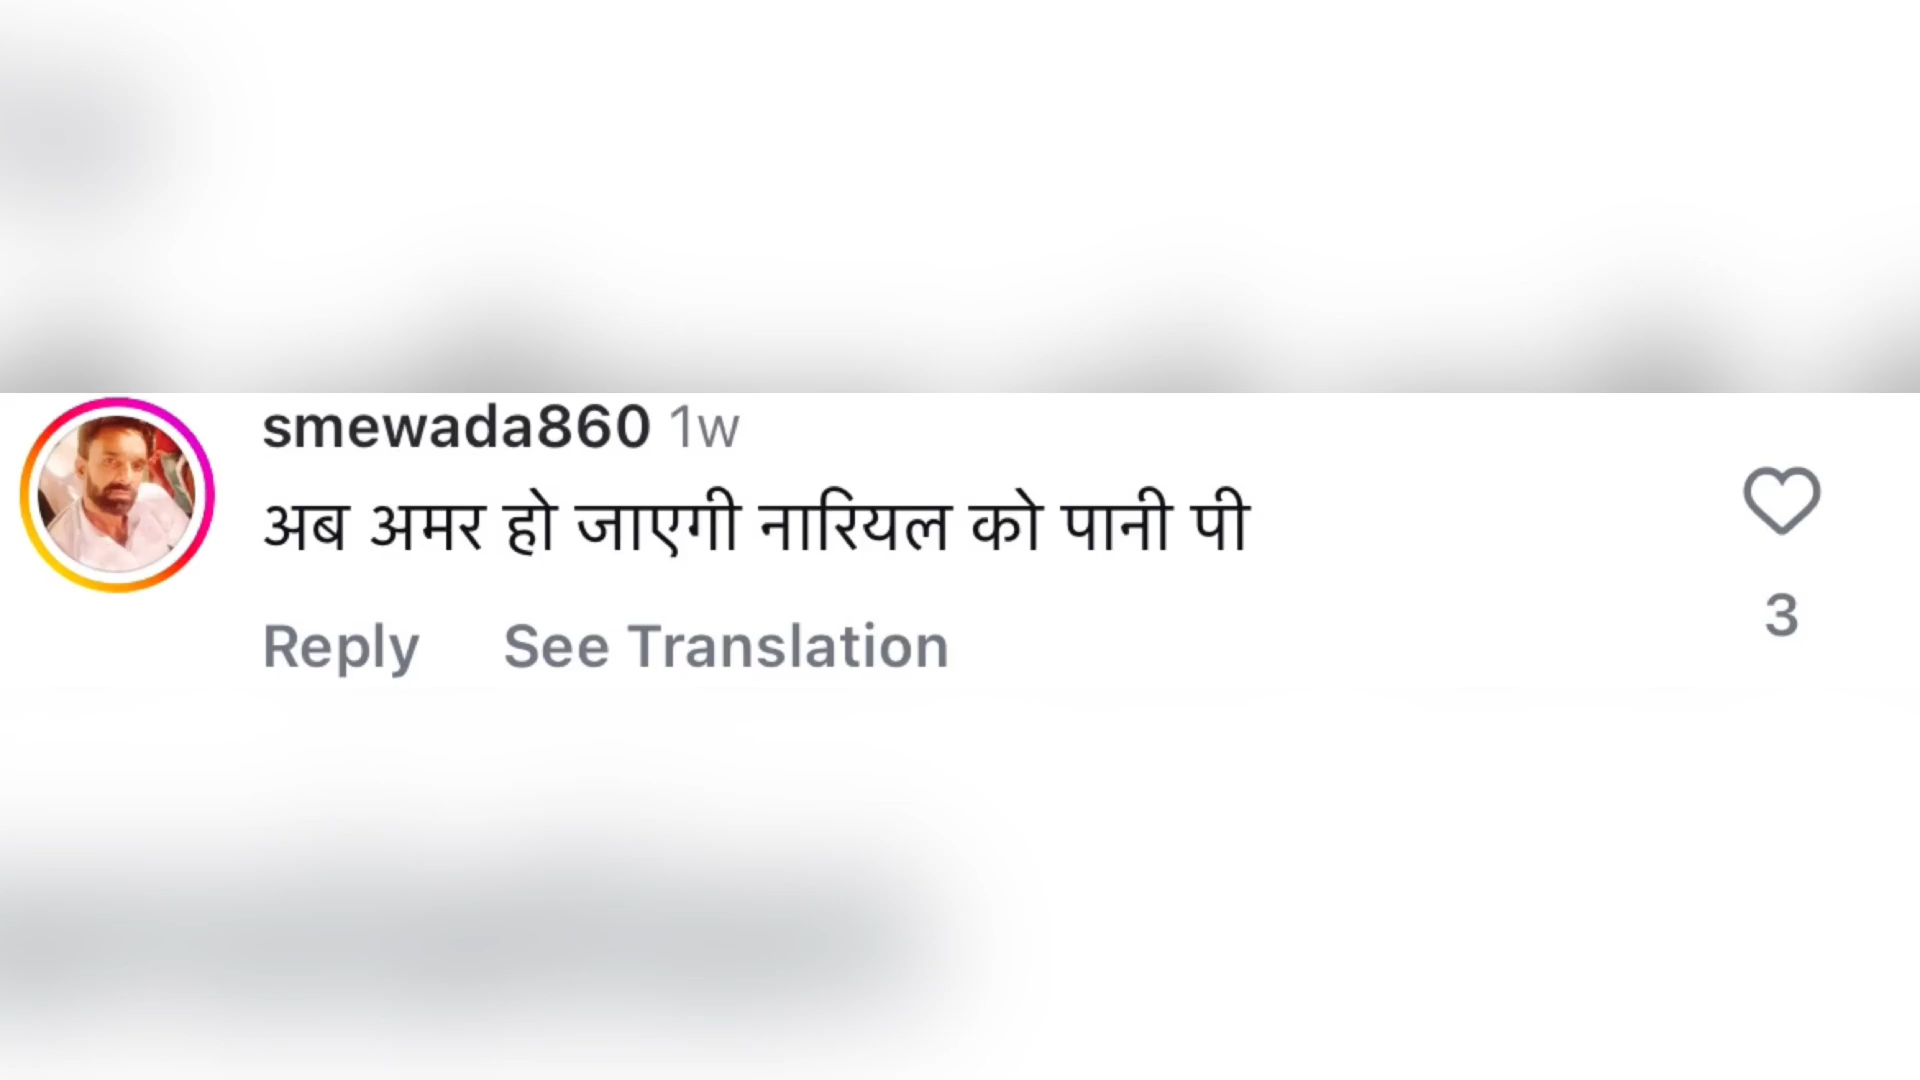 smewada860 1w
अब अमर हो जाएगी नारियल को पानी पी
Reply See Translation
3